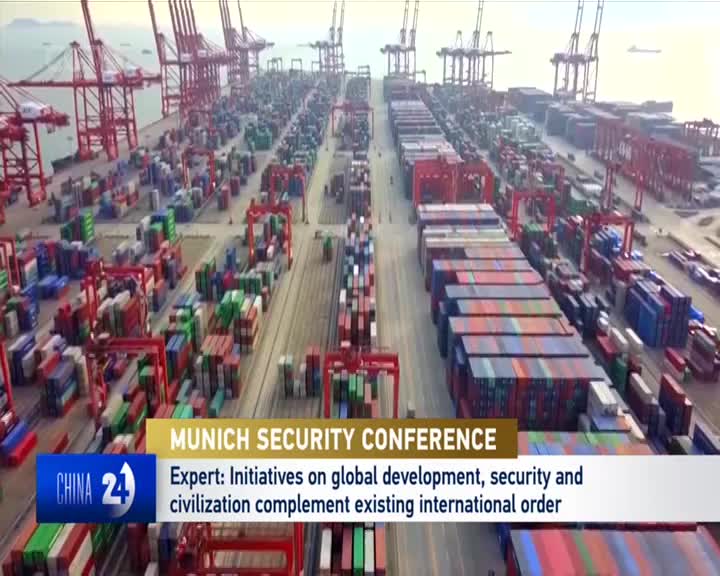 MUNICH SECURITY CONFERENCE
CHINA 24
Expert: Initiatives on global development, security and
civilization complement existing international order